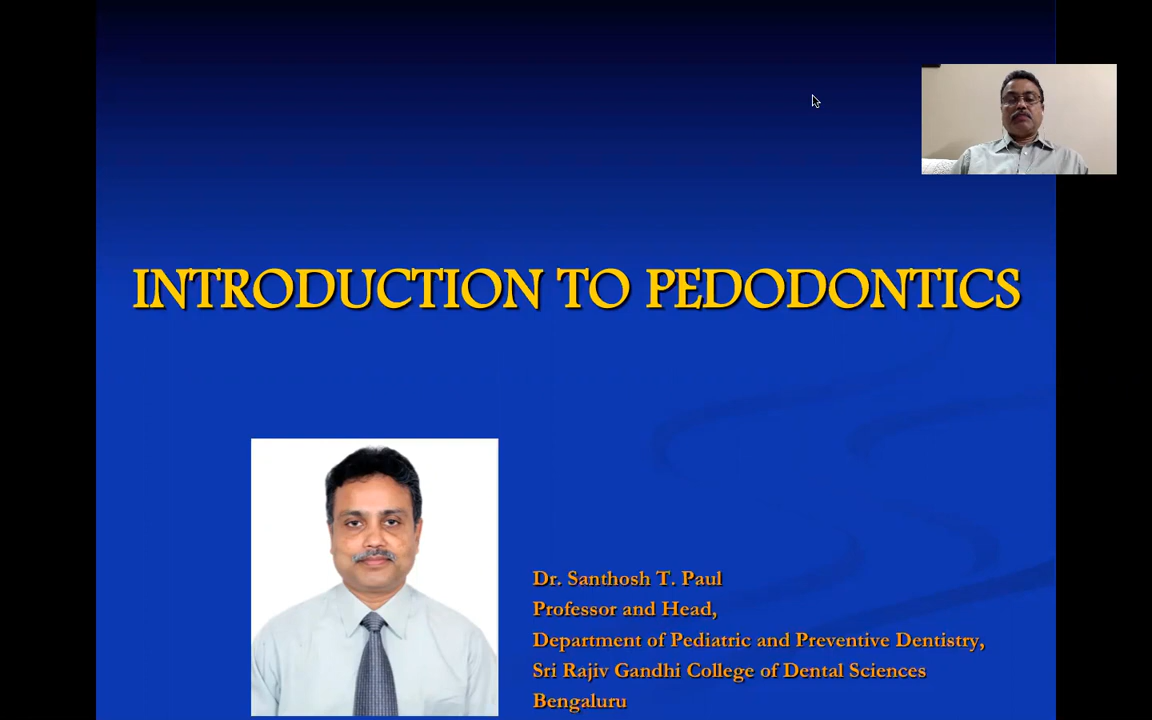 INTRODUCTION TO PEDODONTICS
Dr. Santhosh T. Paul
Professor and Head,
Department of Pediatric and Preventive Dentistry,
Sri Rajiv Gandhi College of Dental Sciences
Bengaluru